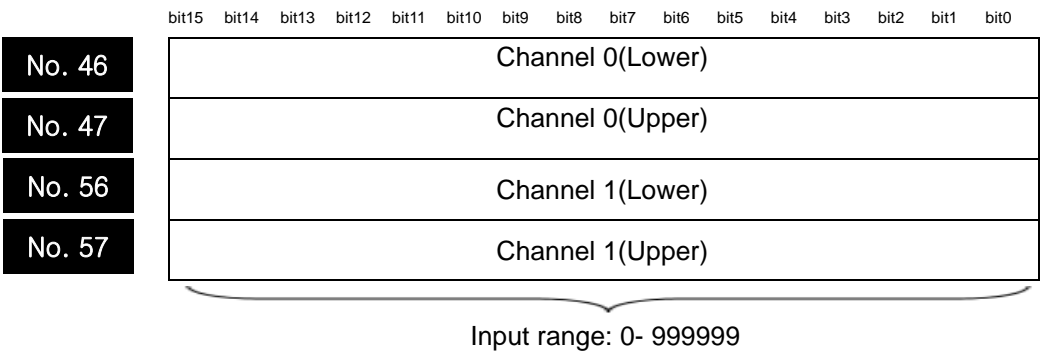 bit15 bit14 bit13 bit12 bit11 bit10 bit9 bit8 bit7 bit6 bit5 bit4 bit3 bit2 bit1 bit0
No. 46 Channel 0(Lower)
No. 47 Channel 0(Upper)
No. 56 Channel 1(Lower)
No. 57 Channel 1(Upper)
Input range: 0- 999999